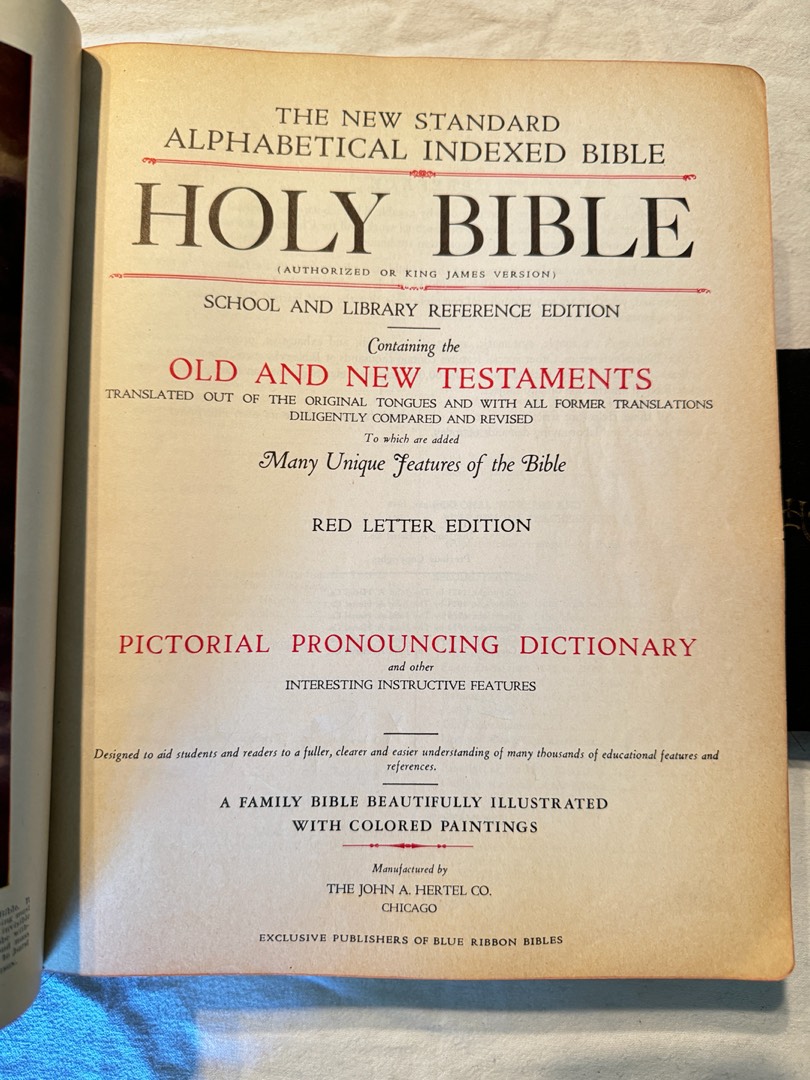 THE NEW STANDARD
ALPHABETICAL INDEXED BIBLE
HOLY BIBLE
(AUTHORIZED OR KING JAMES VERSION)
SCHOOL AND LIBRARY REFERENCE EDITION
Containing the
OLD AND NEW TESTAMENTS
TRANSLATED OUT OF THE ORIGINAL TONGUES AND WITH ALL FORMER TRANSLATIONS
DILIGENTLY COMPARED AND REVISED
To which are added
Many Unique Features of the Bible
RED LETTER EDITION
PICTORIAL PRONOUNCING DICTIONARY
and other
INTERESTING INSTRUCTIVE FEATURES
Designed to aid students and readers to a fuller, clearer and easier understanding of many thousands of educational features and
references.
A FAMILY BIBLE BEAUTIFULLY ILLUSTRATED
WITH COLORED PAINTINGS
Manufactured by
THE JOHN A. HERTEL CO.
CHICAGO
EXCLUSIVE PUBLISHERS OF BLUE RIBBON BIBLES